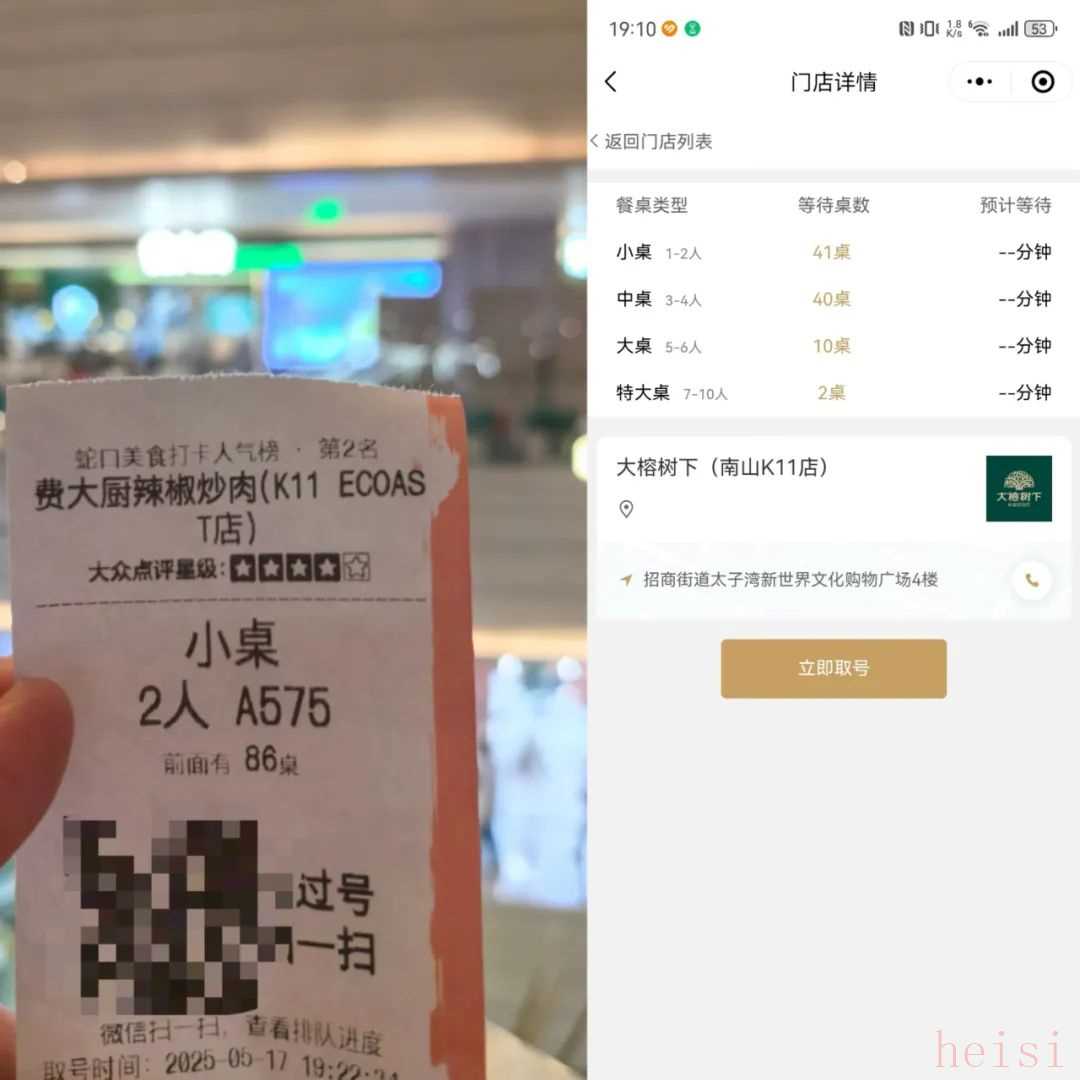 蛇口美食打卡人气榜 · 第2名
费大厨辣椒炒肉(K11 ECOAS
T店)
大众点评星级:
小桌
2人 A575
前面有 86桌
过号
一扫
微信扫一扫, 查看排队进度
取号时间: 2025-05-17 19:22:34
19:10
1.8 K/s 6 53
门店详情
返回门店列表
餐桌类型 等待桌数 预计等待
小桌 1-2人 41桌 --分钟
中桌 3-4人 40桌 --分钟
大桌 5-6人 10桌 --分钟
特大桌 7-10人 2桌 --分钟
大榕树下（南山K11店）
大榕树下
招商街道太子湾新世界文化购物广场4楼
立即取号
heisi